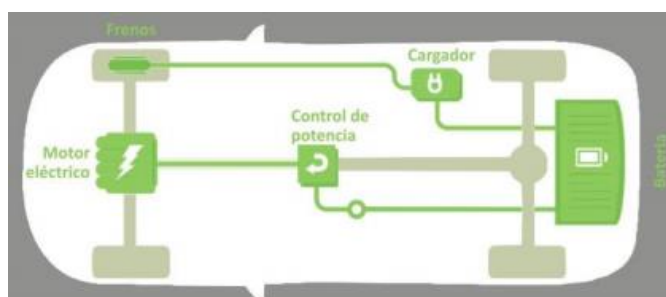 Frenos
Cargador
Control de
potencia
Motor
eléctrico
Batería